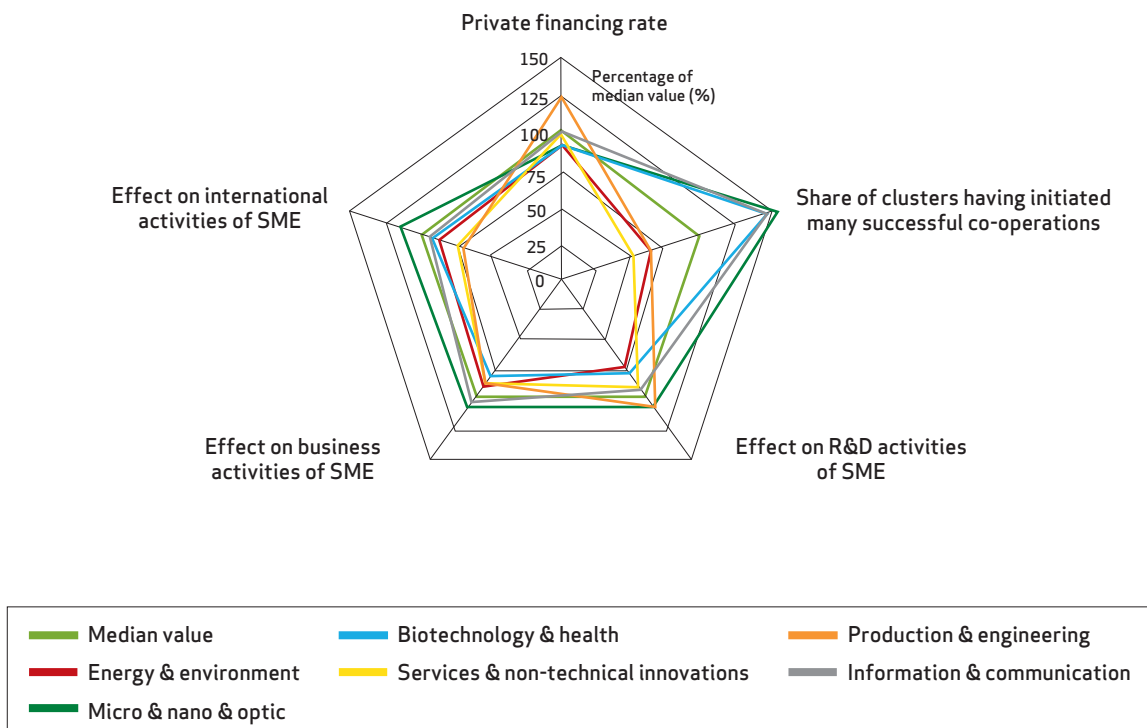 Private financing rate
150
Percentage of
median value (%)
125
100
75
50
25
0
Effect on international
activities of SME
Share of clusters having initiated
many successful co-operations
Effect on business
activities of SME
Effect on R&D activities
of SME
Median value
Biotechnology & health
Production & engineering
Energy & environment
Services & non-technical innovations
Information & communication
Micro & nano & optic